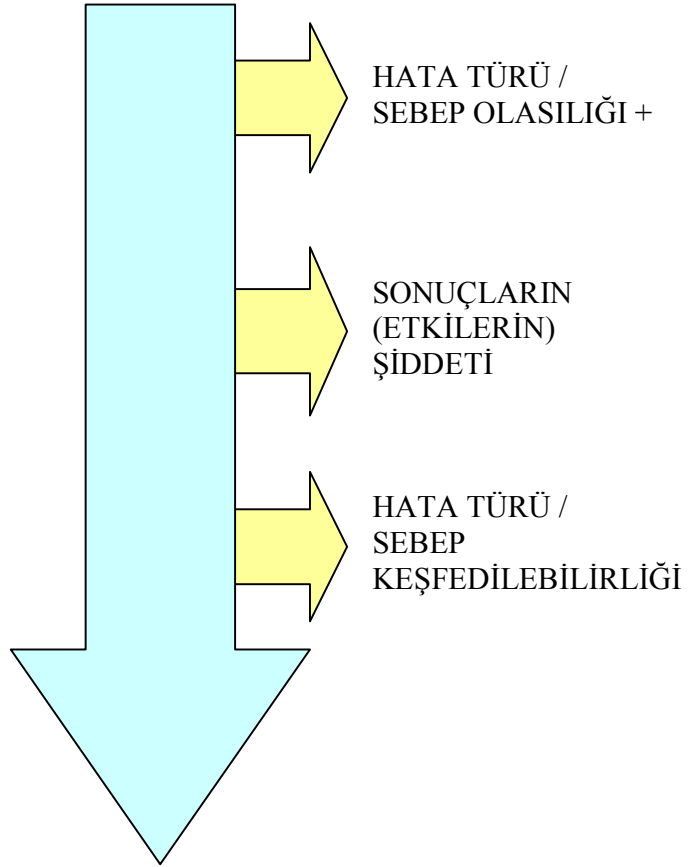 HATA TÜRÜ /
SEBEP OLASILIĞI +
SONUÇLARIN
(ETKİLERİN)
ŞİDDETİ
HATA TÜRÜ /
SEBEP
KEŞFEDİLEBİLİRLİĞİ